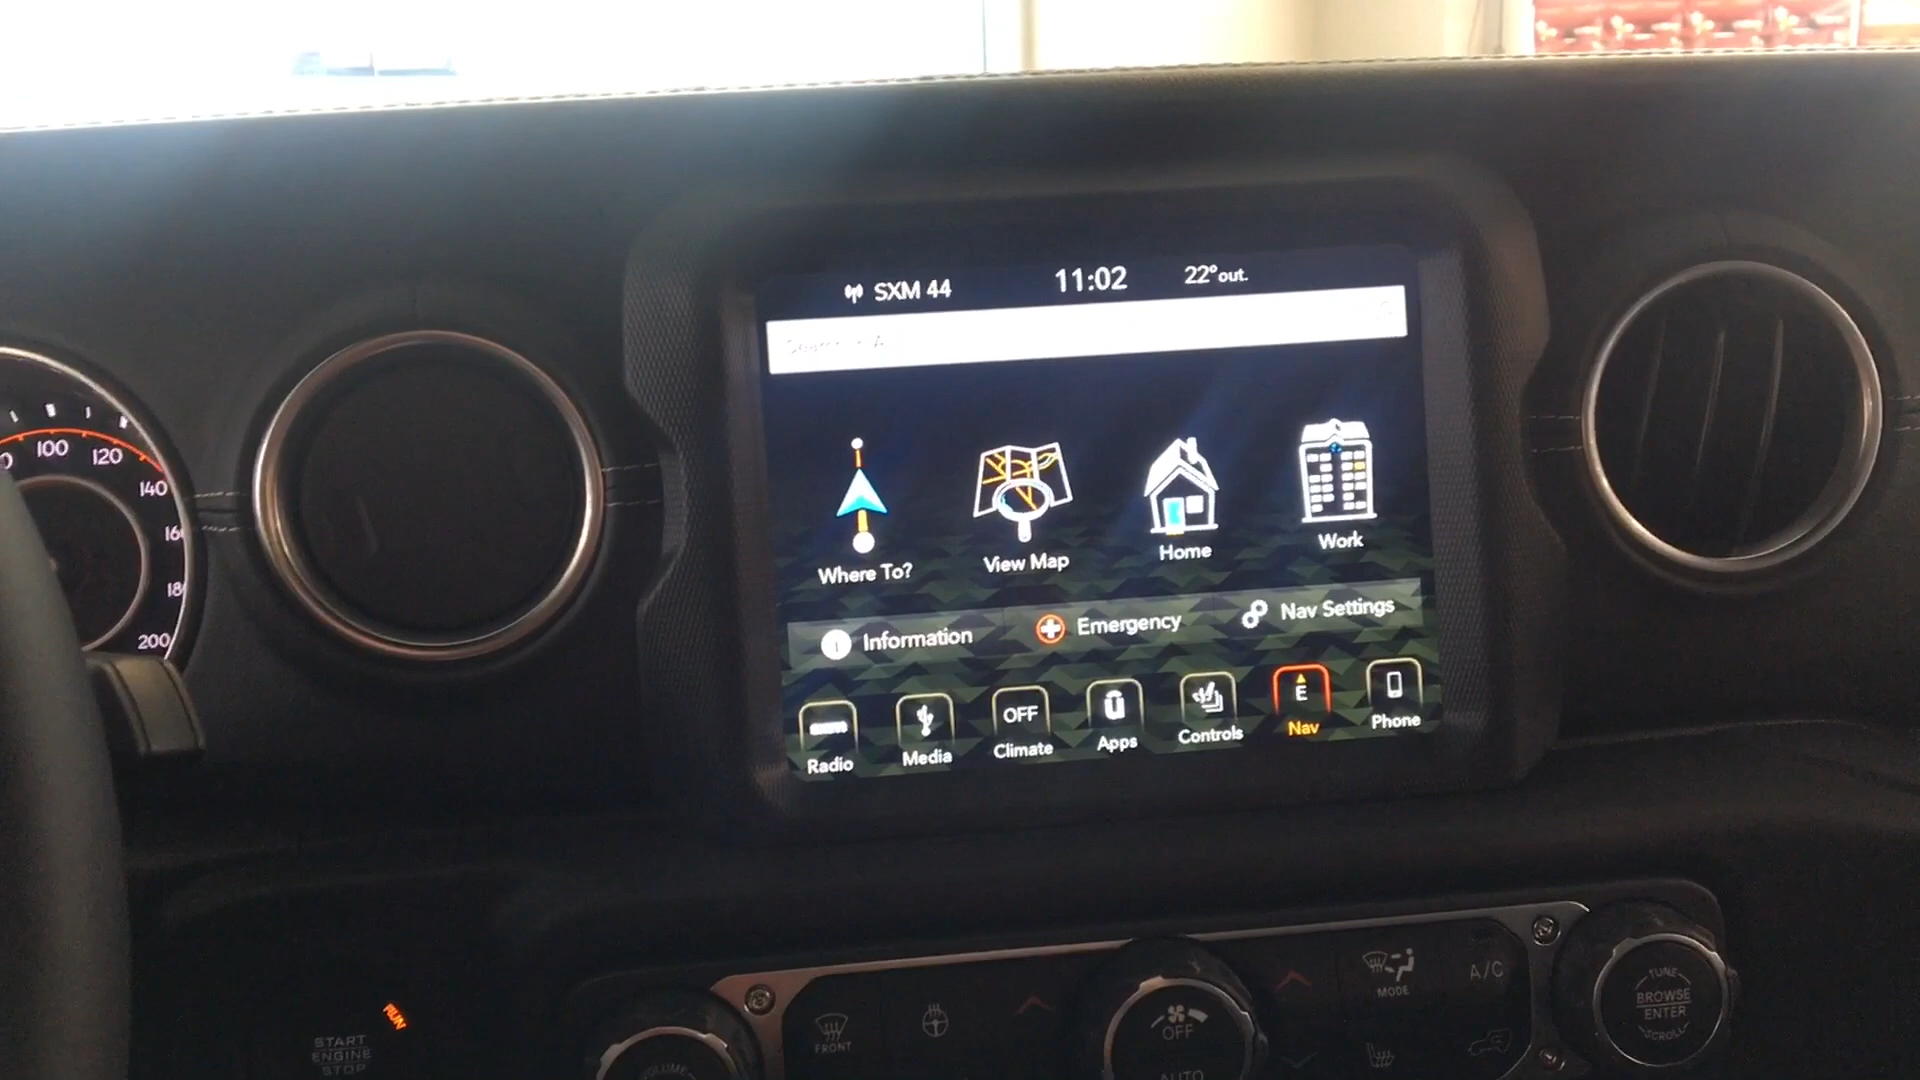 SXM 44
11:02
22° out.
Where To?
View Map
Home
Work
Information
Emergency
Nav Settings
OFF
E
Radio
Media
Climate
Apps
Controls
Nav
Phone
100
120
140
160
180
200
RUN
START
ENGINE
STOP
VOLUME
FRONT
OFF
AUTO
MODE
A/C
TUNE
BROWSE
ENTER
SCROLL